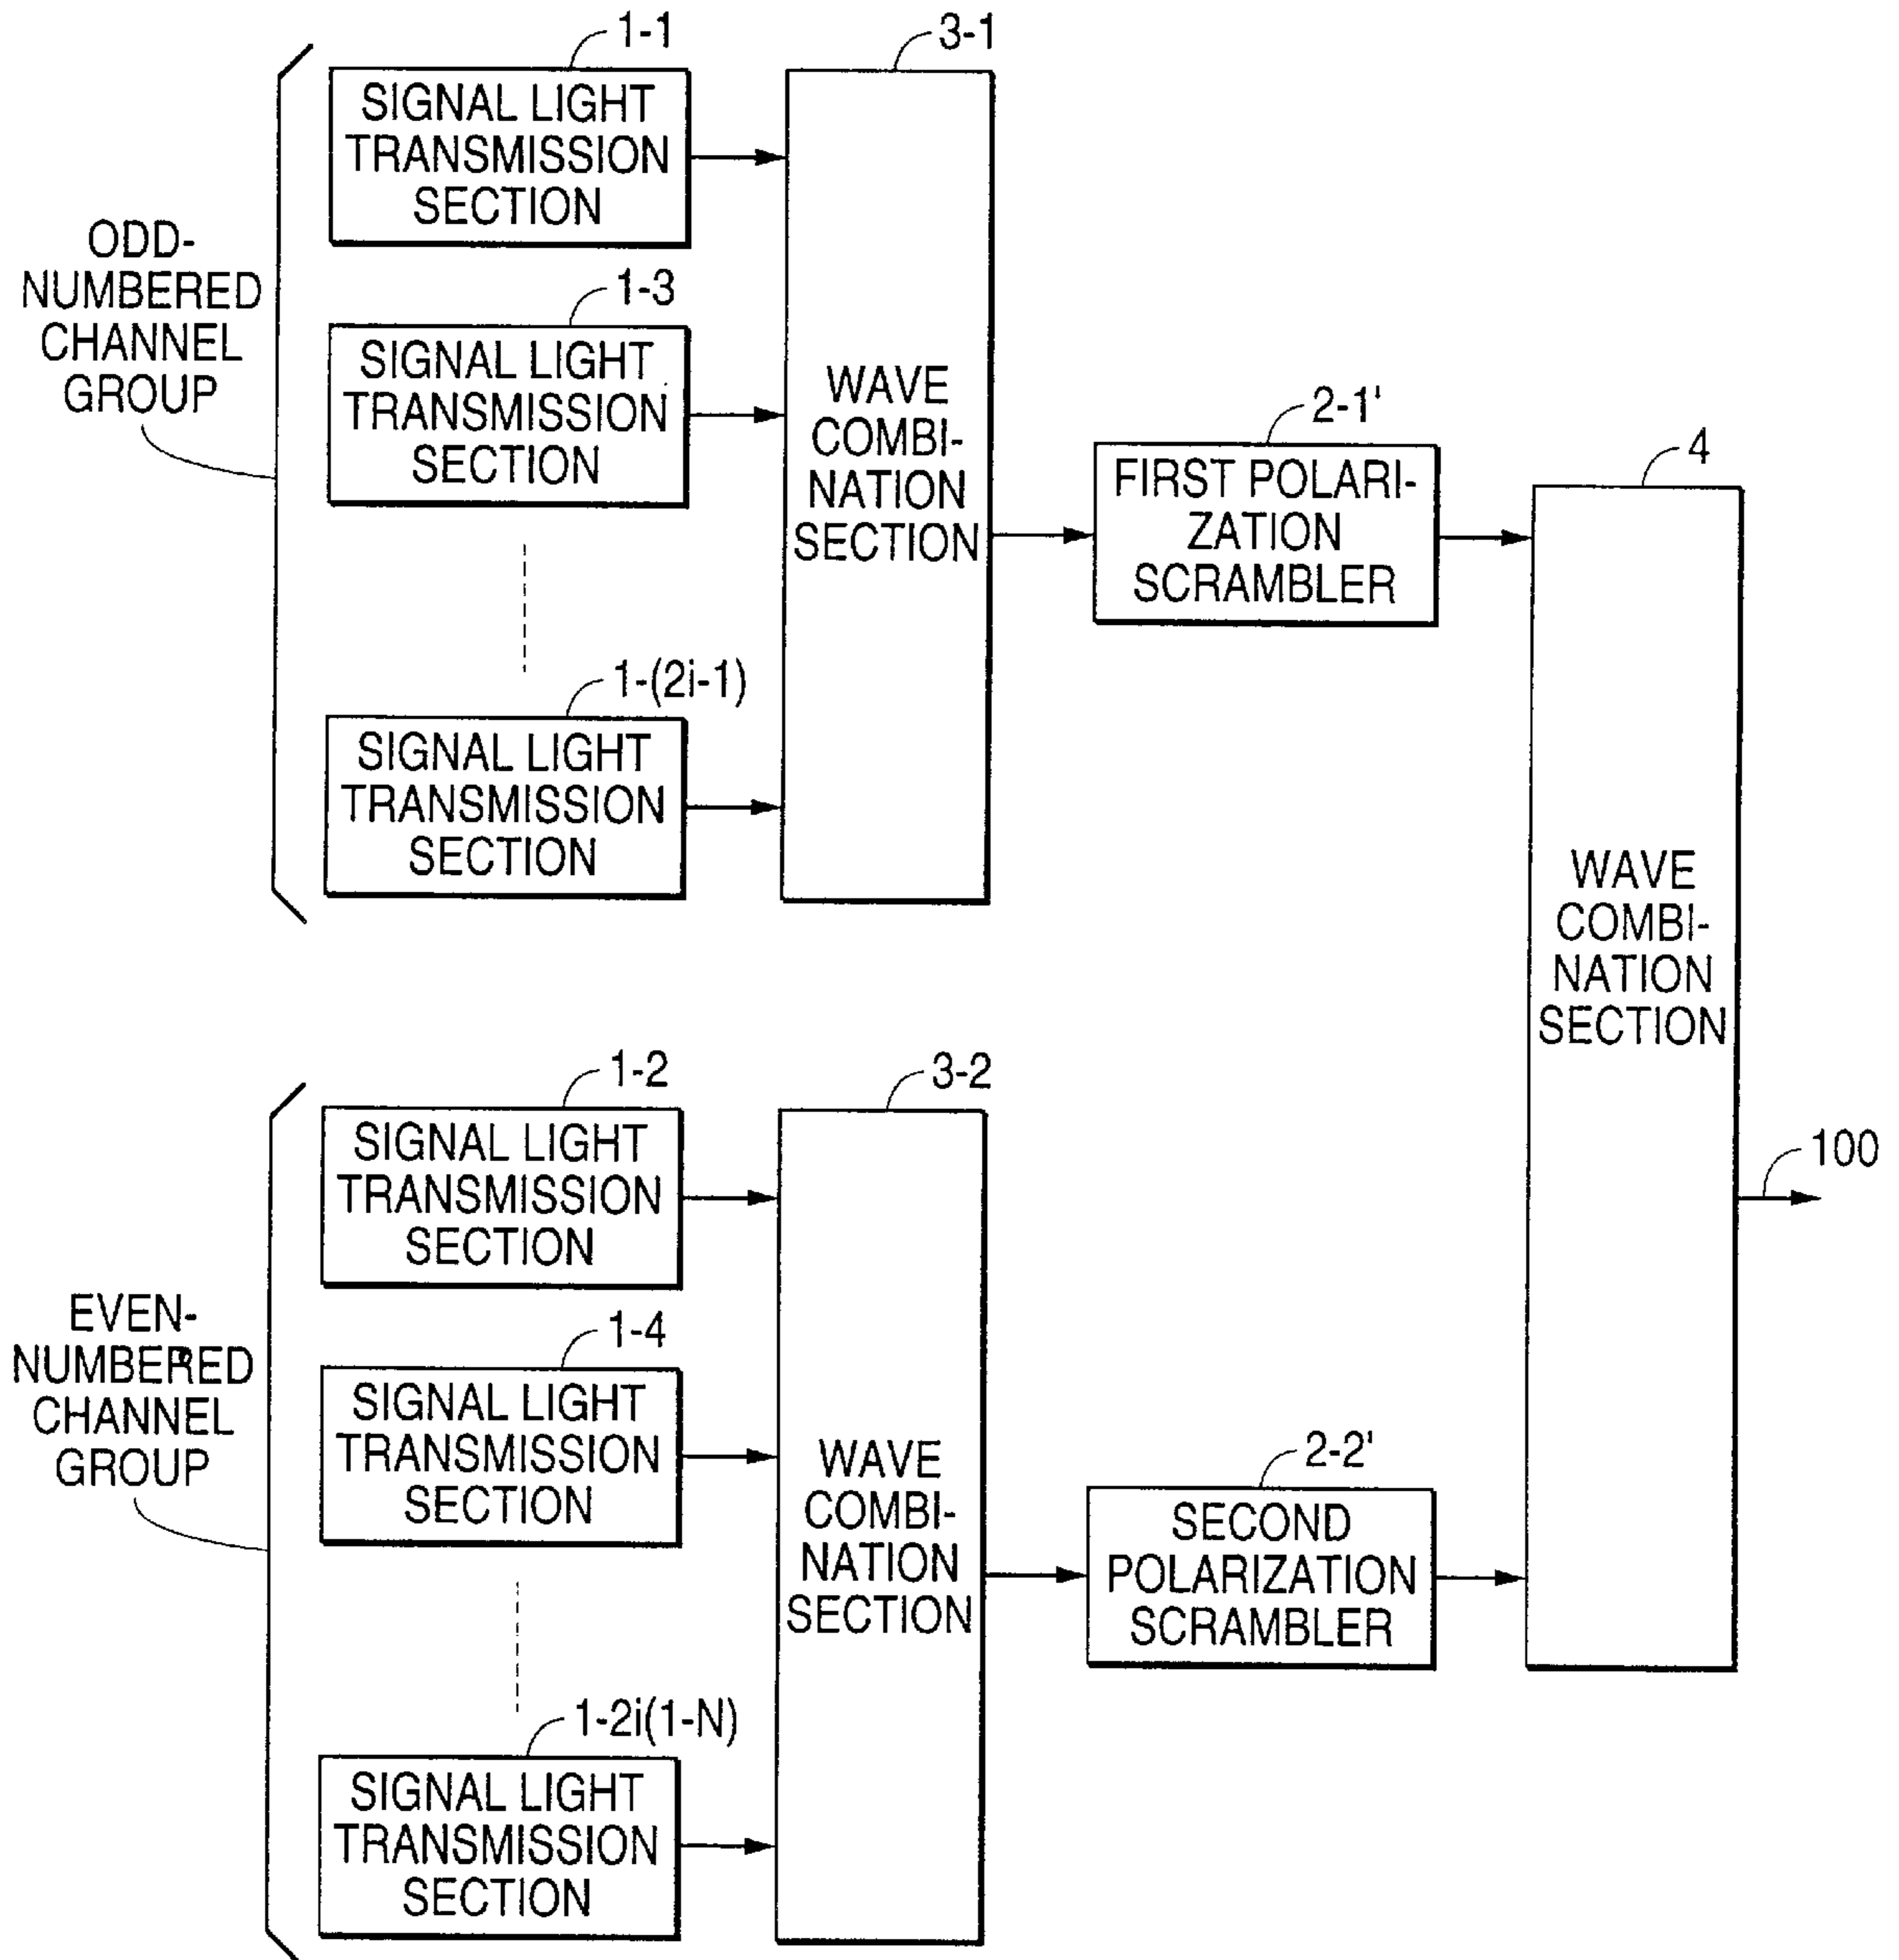 1-1
SIGNAL LIGHT
TRANSMISSION
SECTION
ODD-
NUMBERED
CHANNEL
GROUP
1-3
SIGNAL LIGHT
TRANSMISSION
SECTION
1-(2i-1)
SIGNAL LIGHT
TRANSMISSION
SECTION
3-1
WAVE
COMBI-
NATION
SECTION
2-1'
FIRST POLARI-
ZATION
SCRAMBLER
4
WAVE
COMBI-
NATION
SECTION
100
1-2
SIGNAL LIGHT
TRANSMISSION
SECTION
EVEN-
NUMBERED
CHANNEL
GROUP
1-4
SIGNAL LIGHT
TRANSMISSION
SECTION
1-2i(1-N)
SIGNAL LIGHT
TRANSMISSION
SECTION
3-2
WAVE
COMBI-
NATION
SECTION
2-2'
SECOND
POLARIZATION
SCRAMBLER